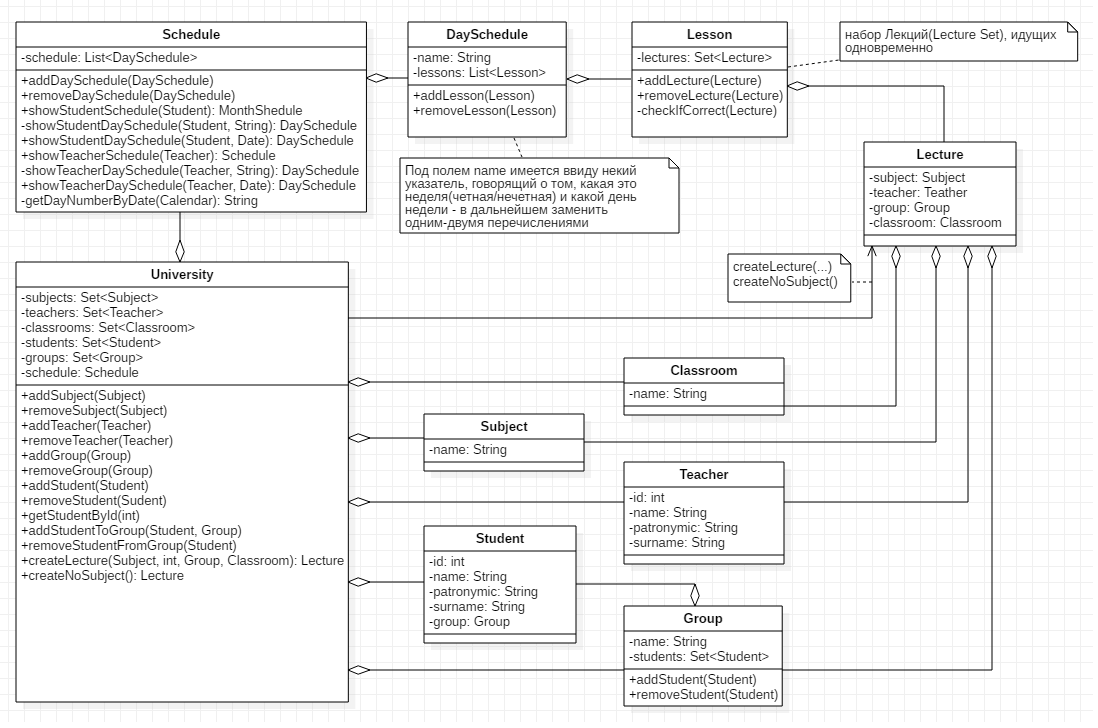 Schedule
-schedule: List<DaySchedule>
+addDaySchedule(DaySchedule)
+removeDaySchedule(DaySchedule)
+showStudentSchedule(Student): MonthShedule
-showStudentDaySchedule(Student, String): DaySchedule
+showStudentDaySchedule(Student, Date): DaySchedule
+showTeacherSchedule(Teacher): Schedule
-showTeacherDaySchedule(Teacher, String): DaySchedule
+showTeacherDaySchedule(Teacher, Date): DaySchedule
-getDayNumberByDate(Calendar): String
DaySchedule
-name: String
-lessons: List<Lesson>
+addLesson(Lesson)
+removeLesson(Lesson)
Lesson
-lectures: Set<Lecture>
+addLecture(Lecture)
+removeLecture(Lecture)
-checkIfCorrect(Lecture)
набор Лекций(Lecture Set), идущих
одновременно
Под полем name имеется ввиду некий
указатель, говорящий о том, какая это
неделя(четная/нечетная) и какой день
недели - в дальнейшем заменить
одним-двумя перечислениями
Lecture
-subject: Subject
-teacher: Teather
-group: Group
-classroom: Classroom
createLecture(...)
createNoSubject()
University
-subjects: Set<Subject>
-teachers: Set<Teacher>
-classrooms: Set<Classroom>
-students: Set<Student>
-groups: Set<Group>
-schedule: Schedule
+addSubject(Subject)
+removeSubject(Subject)
+addTeacher(Teacher)
+removeTeacher(Teacher)
+addGroup(Group)
+removeGroup(Group)
+addStudent(Student)
+removeStudent(Sudent)
+getStudentById(int)
+addStudentToGroup(Student, Group)
+removeStudentFromGroup(Student)
+createLecture(Subject, int, Group, Classroom): Lecture
+createNoSubject(): Lecture
Classroom
-name: String
Subject
-name: String
Teacher
-id: int
-name: String
-patronymic: String
-surname: String
Student
-id: int
-name: String
-patronymic: String
-surname: String
-group: Group
Group
-name: String
-students: Set<Student>
+addStudent(Student)
+removeStudent(Student)